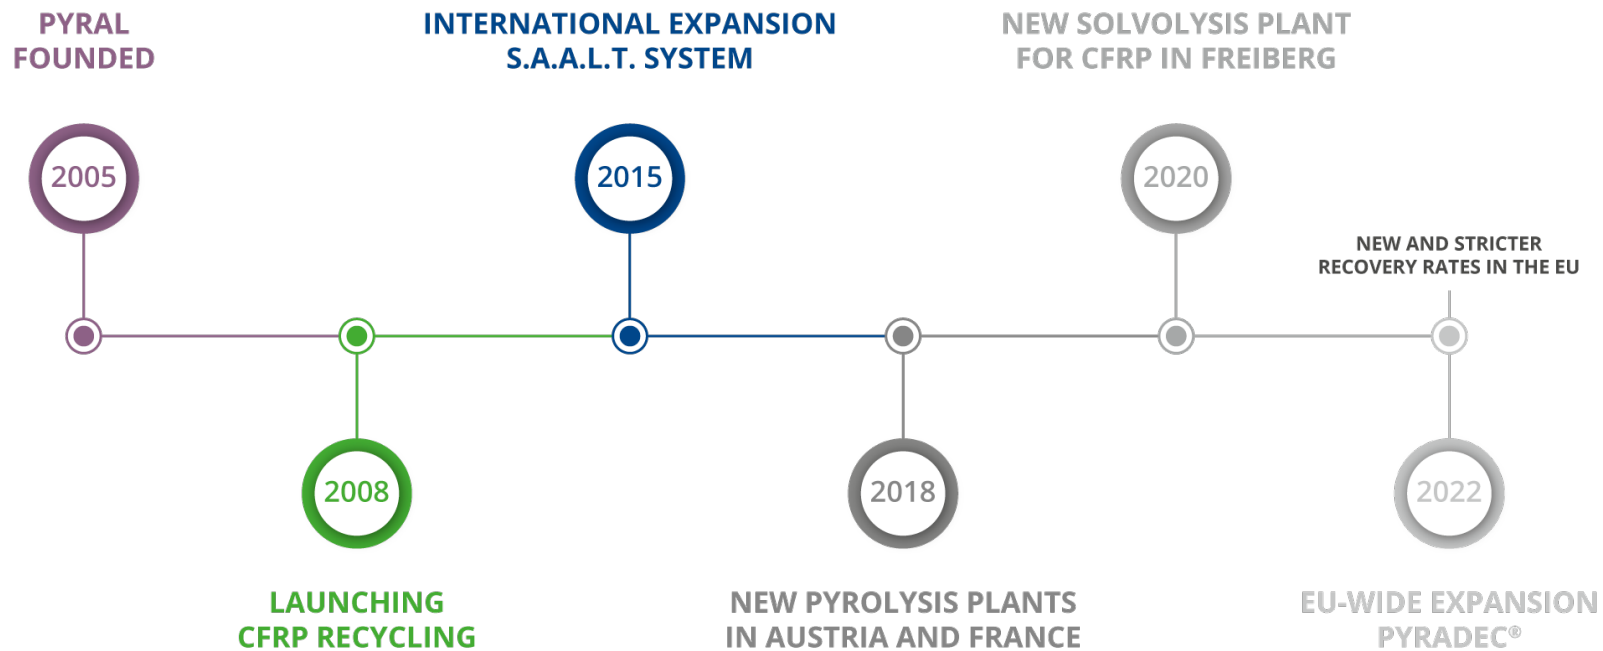 PYRAL
FOUNDED
2005
2008
LAUNCHING
CFRP RECYCLING
INTERNATIONAL EXPANSION
S.A.A.L.T. SYSTEM
2015
2018
NEW PYROLYSIS PLANTS
IN AUSTRIA AND FRANCE
NEW SOLVOLYSIS PLANT
FOR CFRP IN FREIBERG
2020
NEW AND STRICTER
RECOVERY RATES IN THE EU
2022
EU-WIDE EXPANSION
PYRADEC®